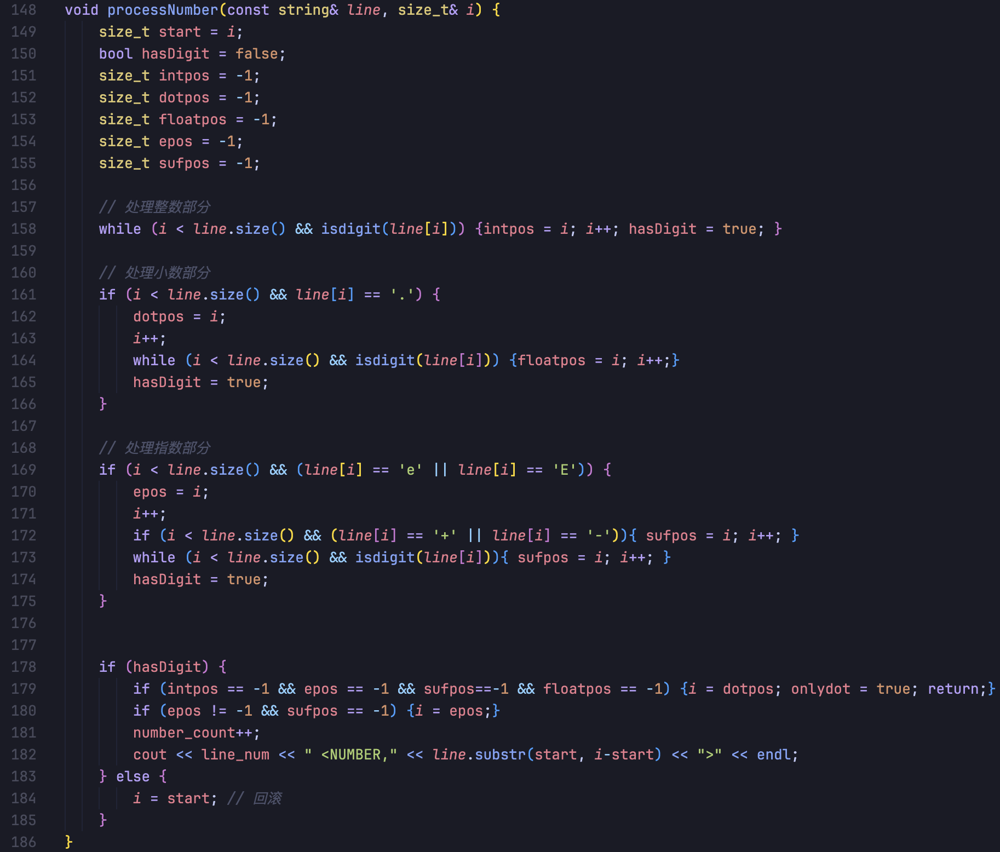 148 void processNumber(const string& line, size_t& i) {
149 size_t start = i;
150 bool hasDigit = false;
151 size_t intpos = -1;
152 size_t dotpos = -1;
153 size_t floatpos = -1;
154 size_t epos = -1;
155 size_t sufpos = -1;
156
157 // 处理整数部分
158 while (i < line.size() && isdigit(line[i])) {intpos = i; i++; hasDigit = true; }
159
160 // 处理小数部分
161 if (i < line.size() && line[i] == '.') {
162 dotpos = i;
163 i++;
164 while (i < line.size() && isdigit(line[i])) {floatpos = i; i++;}
165 hasDigit = true;
166 }
167
168 // 处理指数部分
169 if (i < line.size() && (line[i] == 'e' || line[i] == 'E')) {
170 epos = i;
171 i++;
172 if (i < line.size() && (line[i] == '+' || line[i] == '-')){ sufpos = i; i++; }
173 while (i < line.size() && isdigit(line[i])){ sufpos = i; i++; }
174 hasDigit = true;
175 }
176
177
178 if (hasDigit) {
179 if (intpos == -1 && epos == -1 && sufpos==-1 && floatpos == -1) {i = dotpos; onlydot = true; return;}
180 if (epos != -1 && sufpos == -1) {i = epos;}
181 number_count++;
182 cout << line_num << " <NUMBER," << line.substr(start, i-start) << ">" << endl;
183 } else {
184 i = start; // 回滚
185 }
186 }